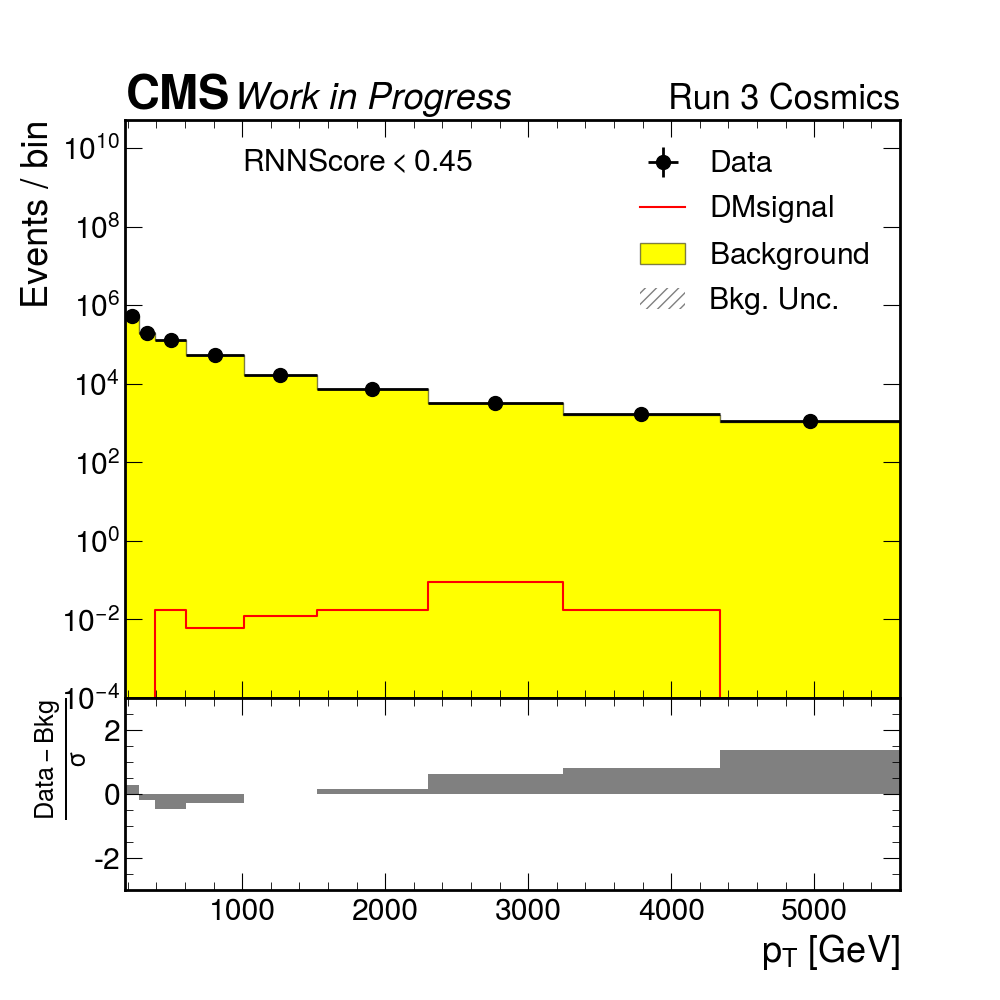 CMS Work in Progress
Run 3 Cosmics
Events / bin
10^10
10^8
10^6
10^4
10^2
10^0
10^−2
10^−4
RNNScore < 0.45
Data
DMsignal
Background
Bkg. Unc.
Data − Bkg
σ
2
0
-2
1000 2000 3000 4000 5000
p_T [GeV]